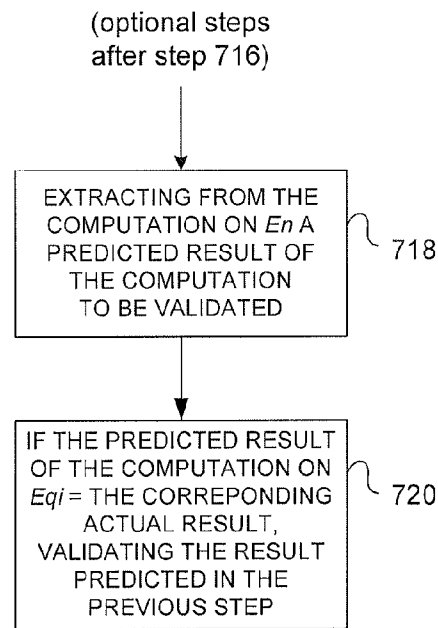 (optional steps
after step 716)
EXTRACTING FROM THE
COMPUTATION ON En A
PREDICTED RESULT OF
THE COMPUTATION
TO BE VALIDATED
718
IF THE PREDICTED RESULT
OF THE COMPUTATION ON
Eqi = THE CORREPONDING
ACTUAL RESULT,
VALIDATING THE RESULT
PREDICTED IN THE
PREVIOUS STEP
720